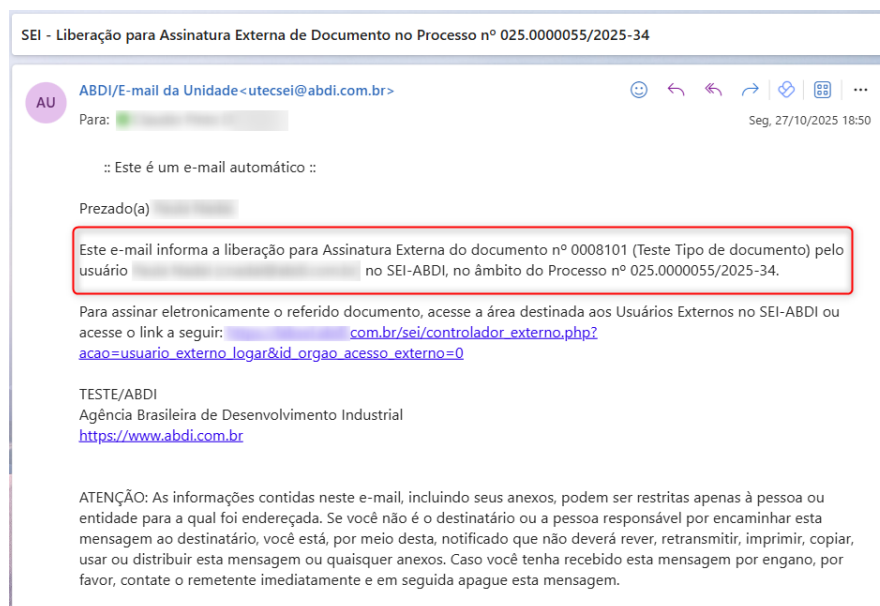 SEI - Liberação para Assinatura Externa de Documento no Processo nº 025.0000055/2025-34
AU
ABDI/E-mail da Unidade<utecsei@abdi.com.br>
Para:
Seg, 27/10/2025 18:50
:: Este é um e-mail automático ::
Prezado(a)
Este e-mail informa a liberação para Assinatura Externa do documento nº 0008101 (Teste Tipo de documento) pelo
usuário no SEI-ABDI, no âmbito do Processo nº 025.0000055/2025-34.
Para assinar eletronicamente o referido documento, acesse a área destinada aos Usuários Externos no SEI-ABDI ou
acesse o link a seguir: com.br/sei/controlador_externo.php?
acao=usuario_externo_logar&id_orgao_acesso_externo=0
TESTE/ABDI
Agência Brasileira de Desenvolvimento Industrial
https://www.abdi.com.br
ATENÇÃO: As informações contidas neste e-mail, incluindo seus anexos, podem ser restritas apenas à pessoa ou
entidade para a qual foi endereçada. Se você não é o destinatário ou a pessoa responsável por encaminhar esta
mensagem ao destinatário, você está, por meio desta, notificado que não deverá rever, retransmitir, imprimir, copiar,
usar ou distribuir esta mensagem ou quaisquer anexos. Caso você tenha recebido esta mensagem por engano, por
favor, contate o remetente imediatamente e em seguida apague esta mensagem.